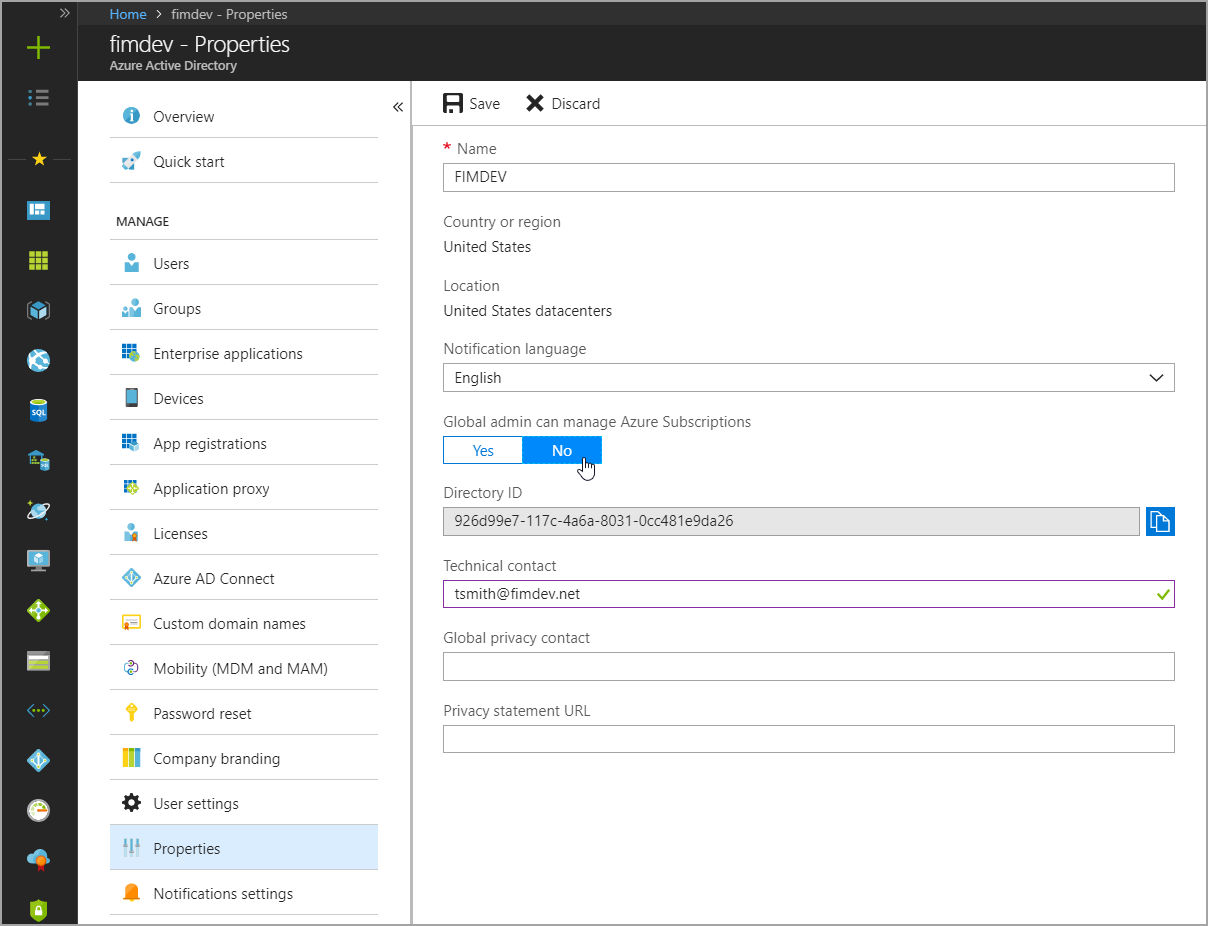 Home > fimdev - Properties
fimdev - Properties
Azure Active Directory
Overview
Quick start
MANAGE
Users
Groups
Enterprise applications
Devices
App registrations
Application proxy
Licenses
Azure AD Connect
Custom domain names
Mobility (MDM and MAM)
Password reset
Company branding
User settings
Properties
Notifications settings
Save Discard
* Name
FIMDEV
Country or region
United States
Location
United States datacenters
Notification language
English
Global admin can manage Azure Subscriptions
Yes No
Directory ID
926d99e7-117c-4a6a-8031-0cc481e9da26
Technical contact
tsmith@fimdev.net
Global privacy contact
Privacy statement URL
SQL